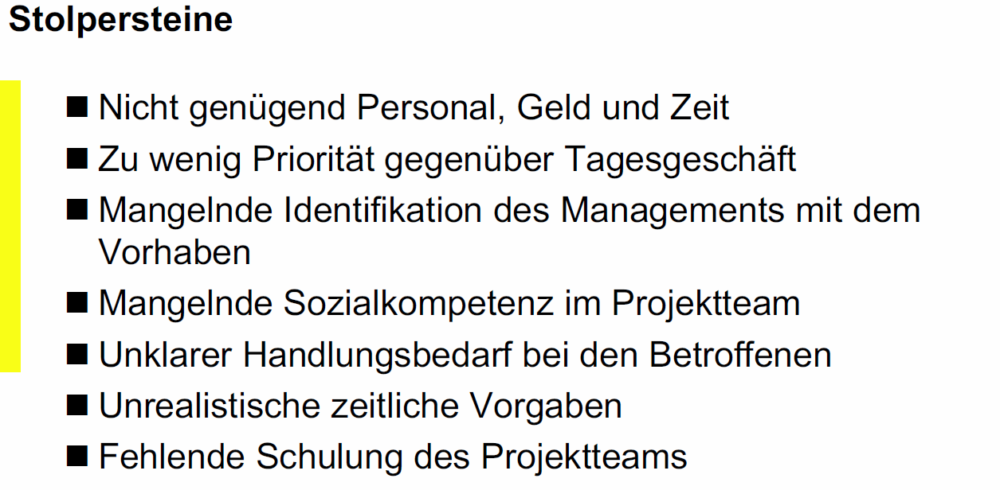 Stolpersteine
■ Nicht genügend Personal, Geld und Zeit
■ Zu wenig Priorität gegenüber Tagesgeschäft
■ Mangelnde Identifikation des Managements mit dem
Vorhaben
■ Mangelnde Sozialkompetenz im Projektteam
■ Unklarer Handlungsbedarf bei den Betroffenen
■ Unrealistische zeitliche Vorgaben
■ Fehlende Schulung des Projektteams